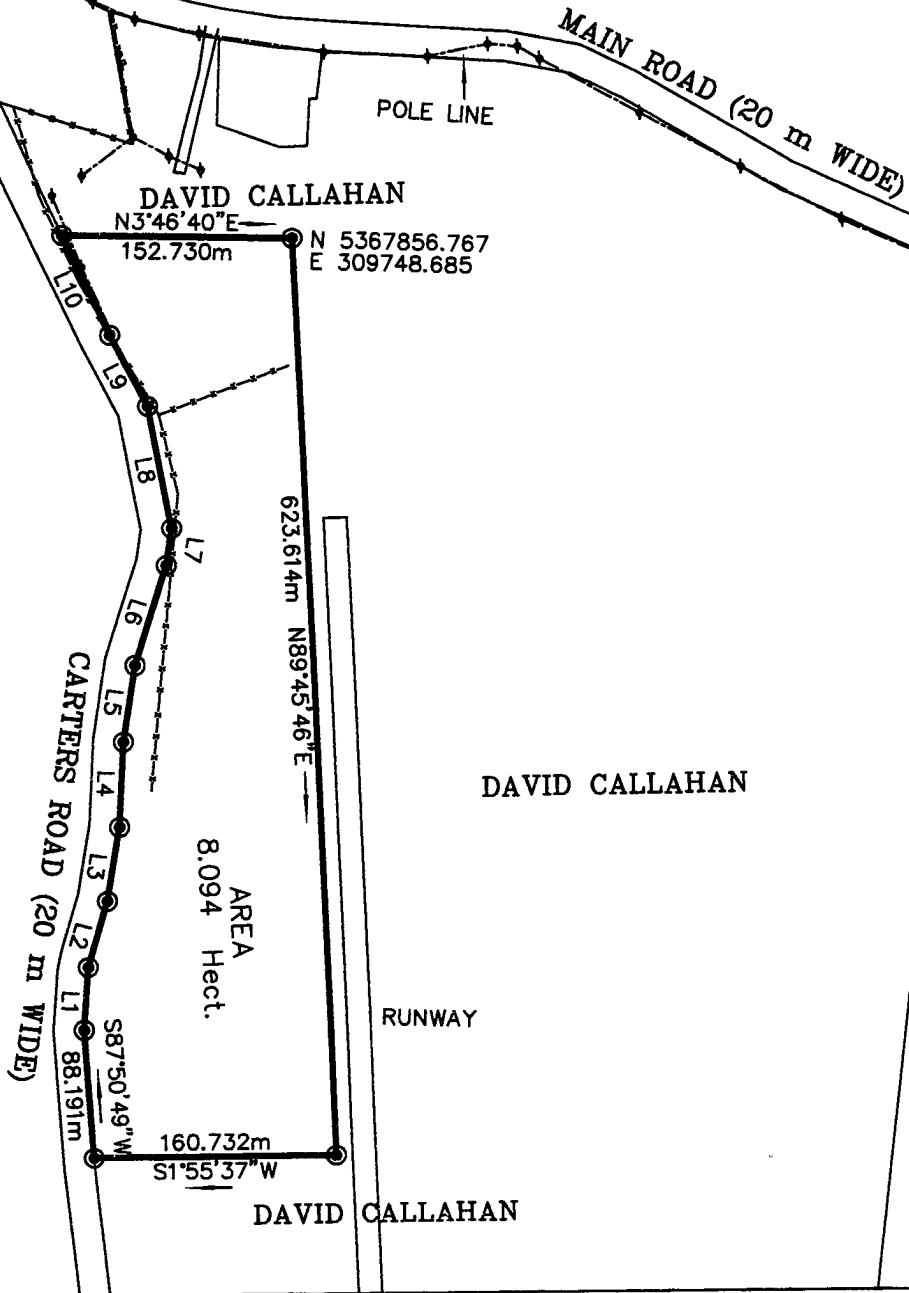 MAIN ROAD (20 m WIDE)
POLE LINE
DAVID CALLAHAN
N3°46'40"E
152.730m
N 5367856.767
E 309748.685
L10
L9
L8
L7
L6
L5
L4
L3
L2
L1
623.614m N89°45'46"E
CARTERS ROAD (20 m WIDE)
DAVID CALLAHAN
AREA
8.094 Hect.
RUNWAY
S87°50'49"W
88.191m
160.732m
S1°55'37"W
DAVID CALLAHAN